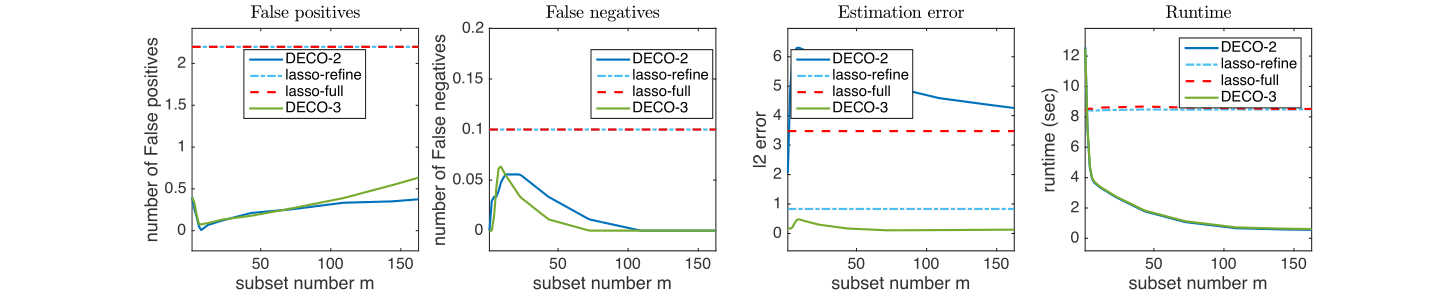 False positives
number of False positives
2
1.5
1
0.5
0
DECO-2
lasso-refine
lasso-full
DECO-3
50
100
150
subset number m
False negatives
number of False negatives
0.2
0.15
0.1
0.05
0
DECO-2
lasso-refine
lasso-full
DECO-3
50
100
150
subset number m
Estimation error
l2 error
6
5
4
3
2
1
0
DECO-2
lasso-refine
lasso-full
DECO-3
50
100
150
subset number m
Runtime
runtime (sec)
12
10
8
6
4
2
0
DECO-2
lasso-refine
lasso-full
DECO-3
50
100
150
subset number m